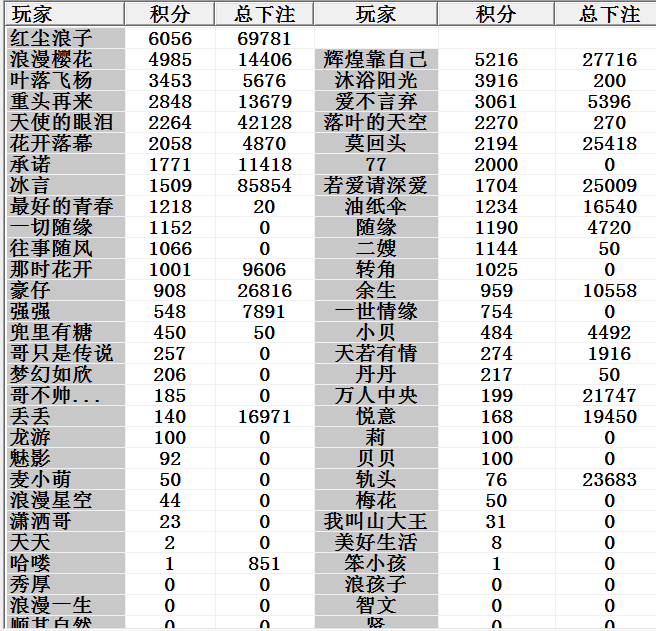 玩家 积分 总下注 玩家 积分 总下注
红尘浪子 6056 69781
浪漫樱花 4985 14406 辉煌靠自己 5216 27716
叶落飞杨 3453 5676 沐浴阳光 3916 200
重头再来 2848 13679 爱不言弃 3061 5396
天使的眼泪 2264 42128 落叶的天空 2270 270
花开落幕 2058 4870 莫回头 2194 25418
承诺 1771 11418 77 2000 0
冰言 1509 85854 若爱请深爱 1704 25009
最好的青春 1218 20 油纸伞 1234 16540
一切随缘 1152 0 随缘 1190 4720
往事随风 1066 0 二嫂 1144 50
那时花开 1001 9606 转角 1025 0
豪仔 908 26816 余生 959 10558
强强 548 7891 一世情缘 754 0
兜里有糖 450 50 小贝 484 4492
哥只是传说 257 0 天若有情 274 1916
梦幻如欣 206 0 丹丹 217 50
哥不帅... 185 0 万人中央 199 21747
丢丢 140 16971 悦意 168 19450
龙游 100 0 莉 100 0
魅影 92 0 贝贝 100 0
麦小萌 50 0 轨头 76 23683
浪漫星空 44 0 梅花 50 0
潇洒哥 23 0 我叫山大王 31 0
天天 2 0 美好生活 8 0
哈喽 1 851 笨小孩 1 0
秀厚 0 0 浪孩子 0 0
浪漫一生 0 0 智文 0 0
顺其自然 0 0 贤 0 0